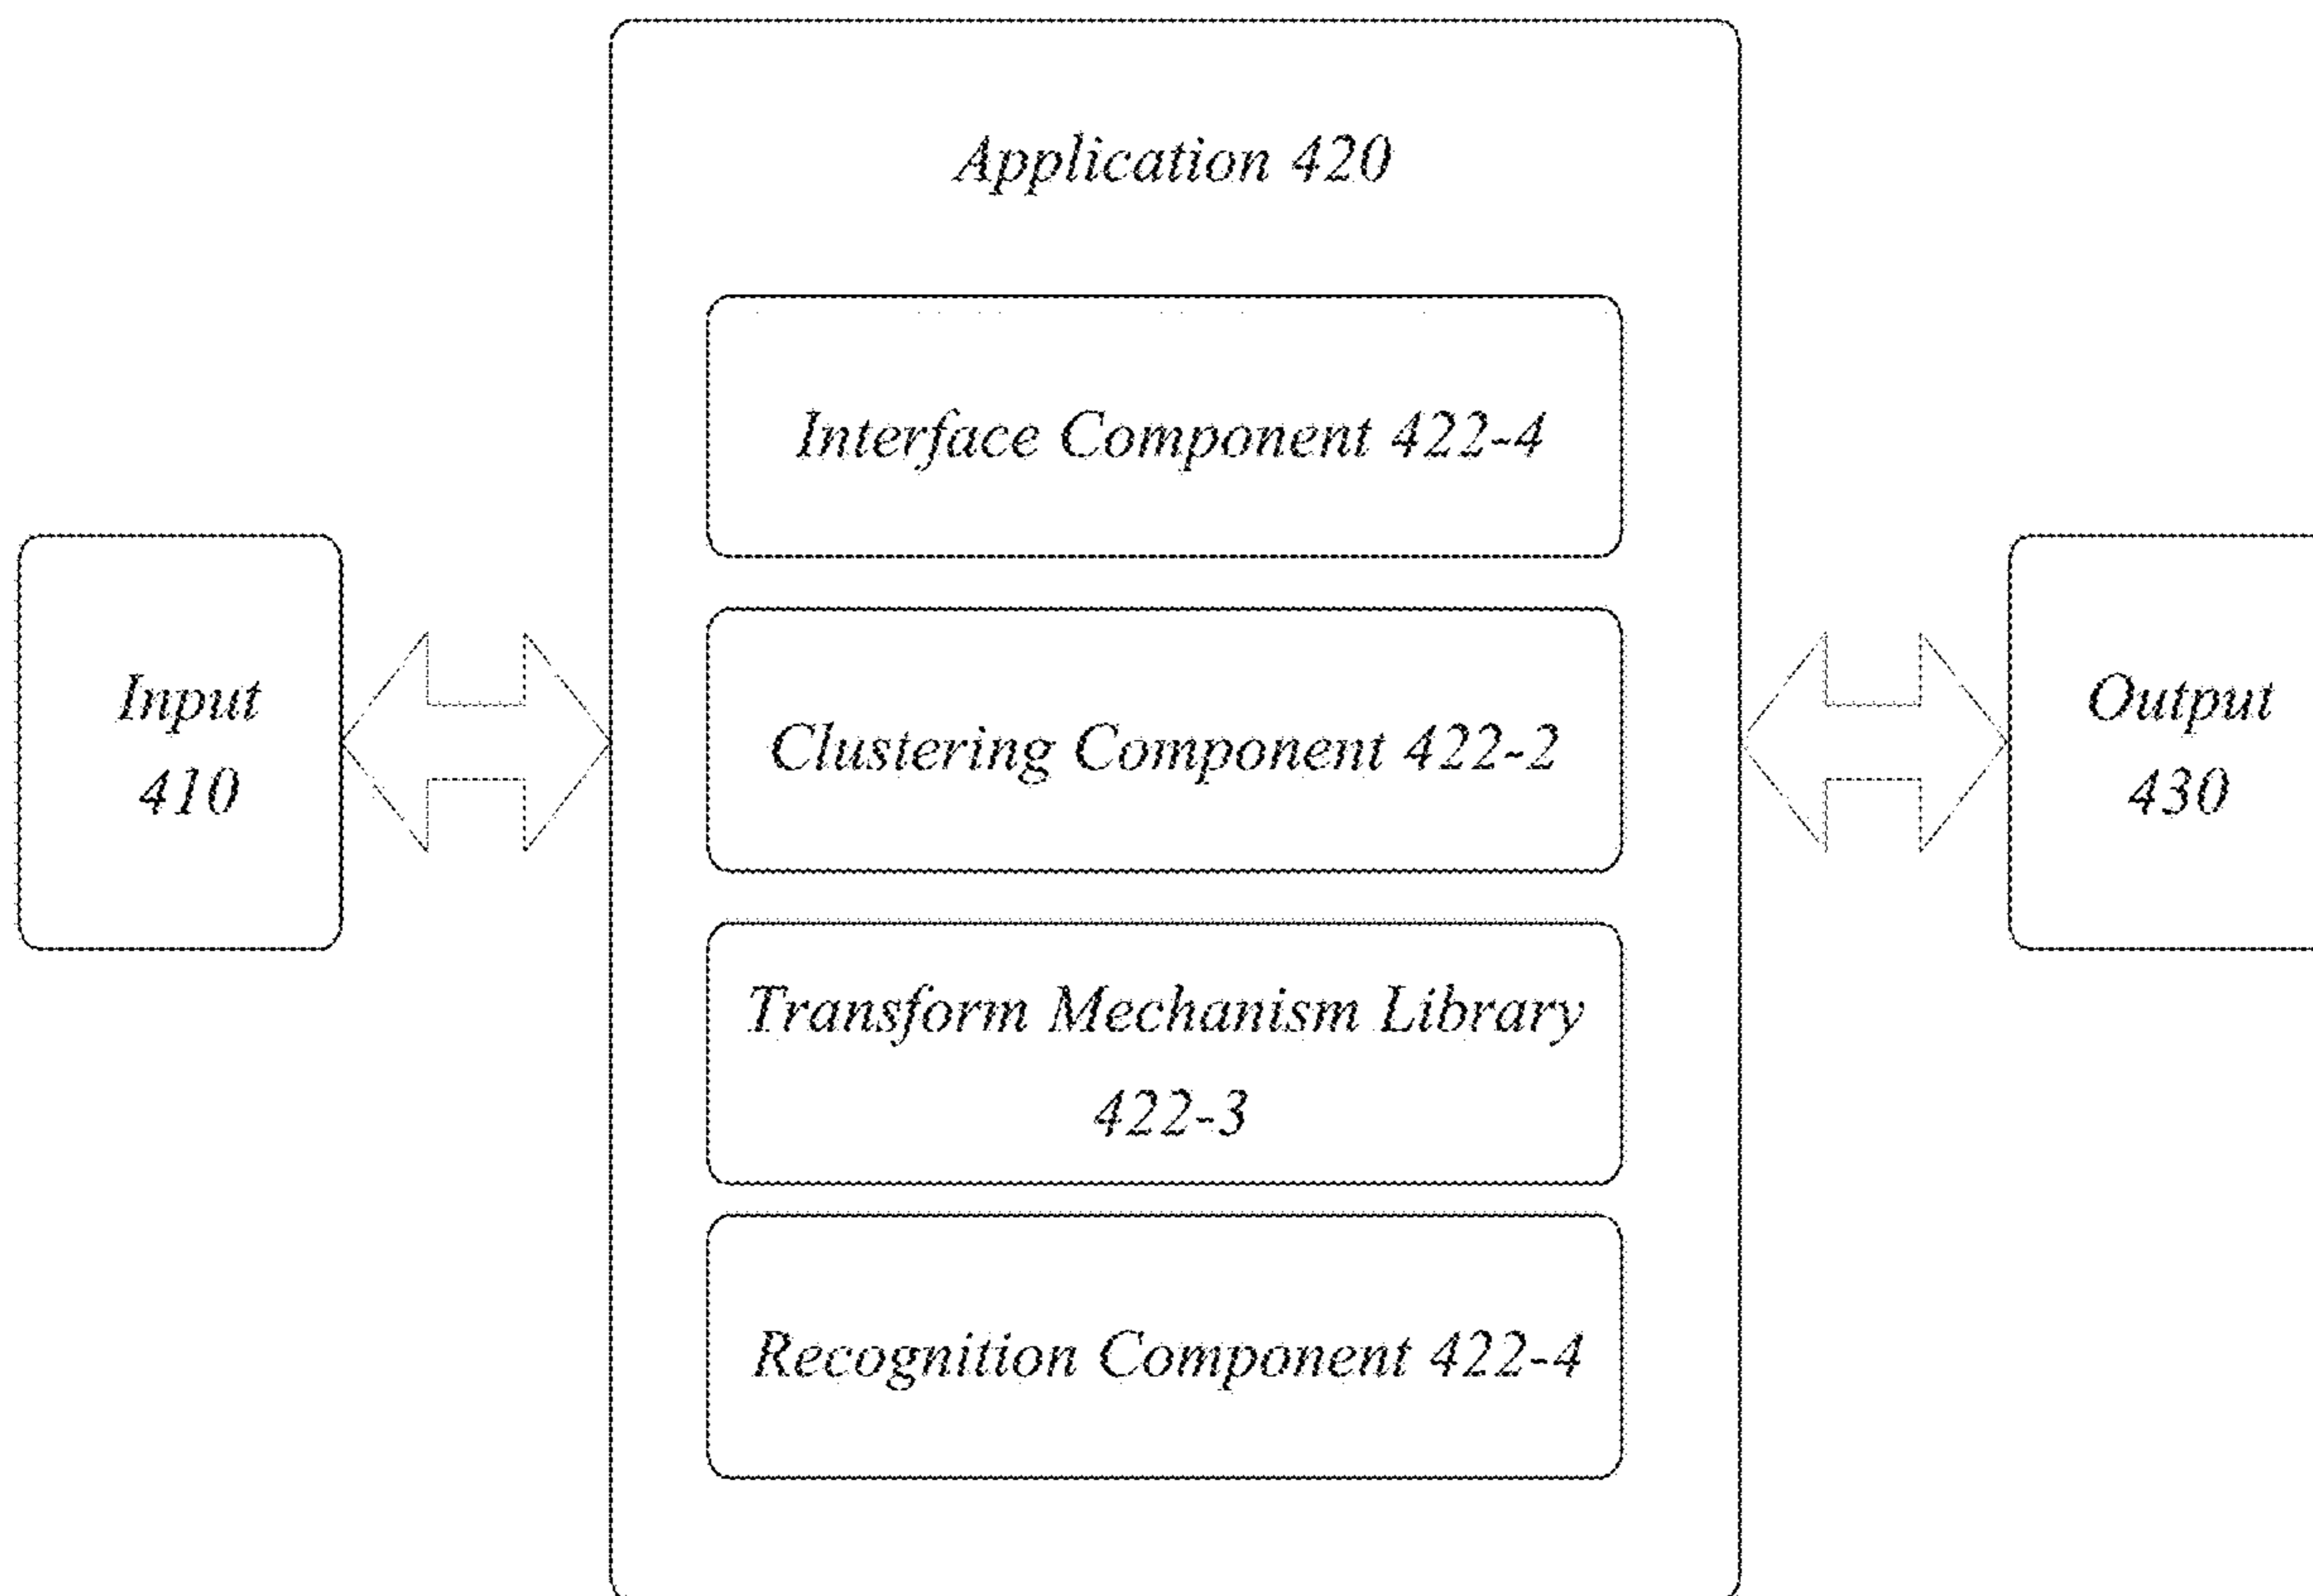 Application 420
Interface Component 422-4
Input
410
Clustering Component 422-2
Output
430
Transform Mechanism Library
422-3
Recognition Component 422-4